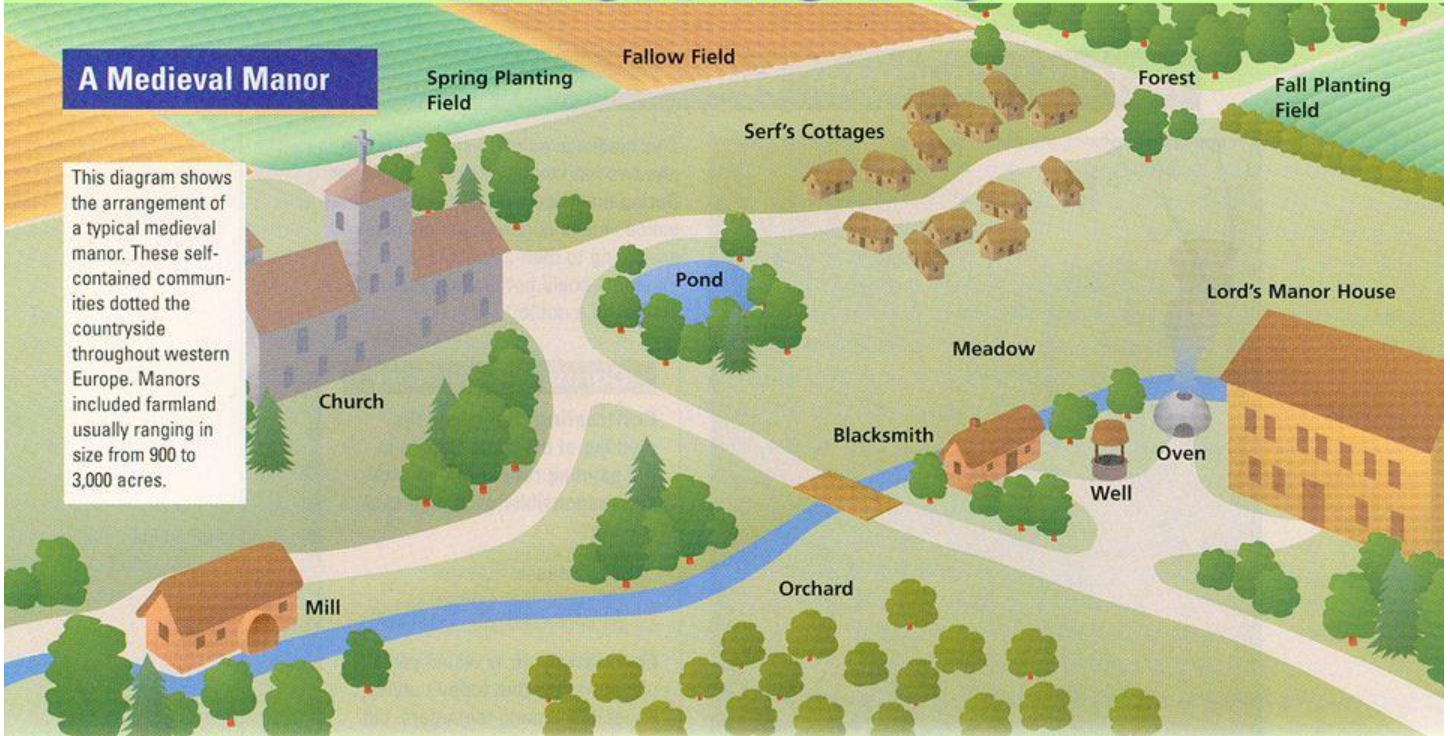 A Medieval Manor
This diagram shows
the arrangement of
a typical medieval
manor. These self-
contained commun-
ities dotted the
countryside
throughout western
Europe. Manors
included farmland
usually ranging in
size from 900 to
3,000 acres.
Spring Planting
Field
Fallow Field
Serf's Cottages
Forest
Fall Planting
Field
Pond
Lord's Manor House
Meadow
Church
Blacksmith
Oven
Well
Orchard
Mill